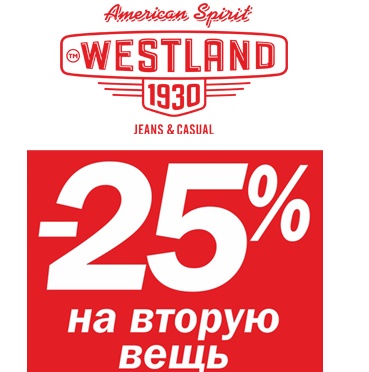 American Spirit
TM WESTLAND
1930
JEANS & CASUAL
-25%
на вторую
вещь